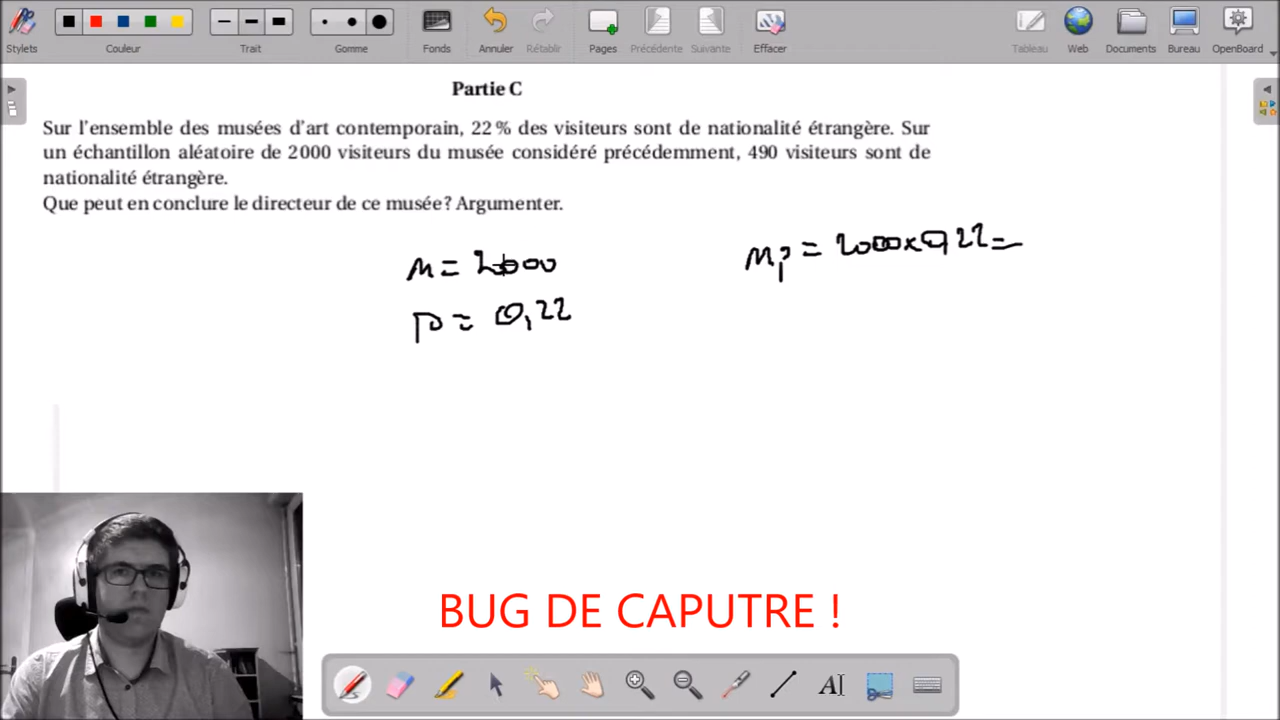 Stylets
Couleur
Trait
Gomme
Fonds
Annuler
Rétablir
Pages
Précédente
Suivante
Effacer
Tableau
Web
Documents
Bureau
OpenBoard
Partie C
Sur l'ensemble des musées d'art contemporain, 22 % des visiteurs sont de nationalité étrangère. Sur
un échantillon aléatoire de 2 000 visiteurs du musée considéré précédemment, 490 visiteurs sont de
nationalité étrangère.
Que peut en conclure le directeur de ce musée ? Argumenter.
n = 2000
p = 0,22
np = 2000×0,22=
BUG DE CAPUTRE !
AI